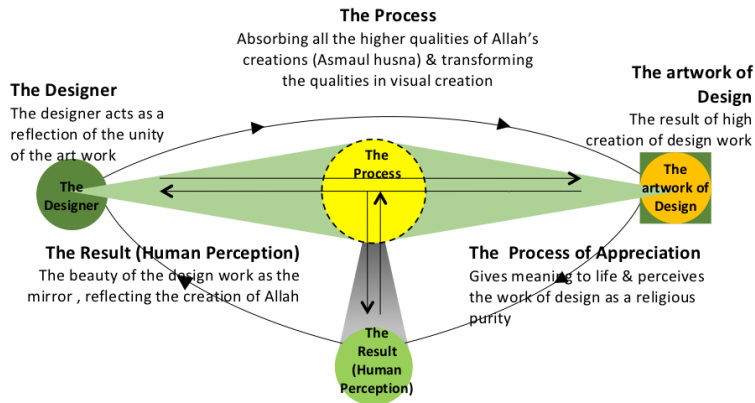 The Process
Absorbing all the higher qualities of Allah's
creations (Asmaul husna) & transforming
the qualities in visual creation
The Designer
The designer acts as a
reflection of the unity
of the art work
The artwork of
Design
The result of high
creation of design work
The
Designer
The
Process
The
artwork of
Design
The Result (Human Perception)
The beauty of the design work as the
mirror , reflecting the creation of Allah
The  Process of Appreciation
Gives meaning to life & perceives
the work of design as a religious
purity
The
Result
(Human
Perception)